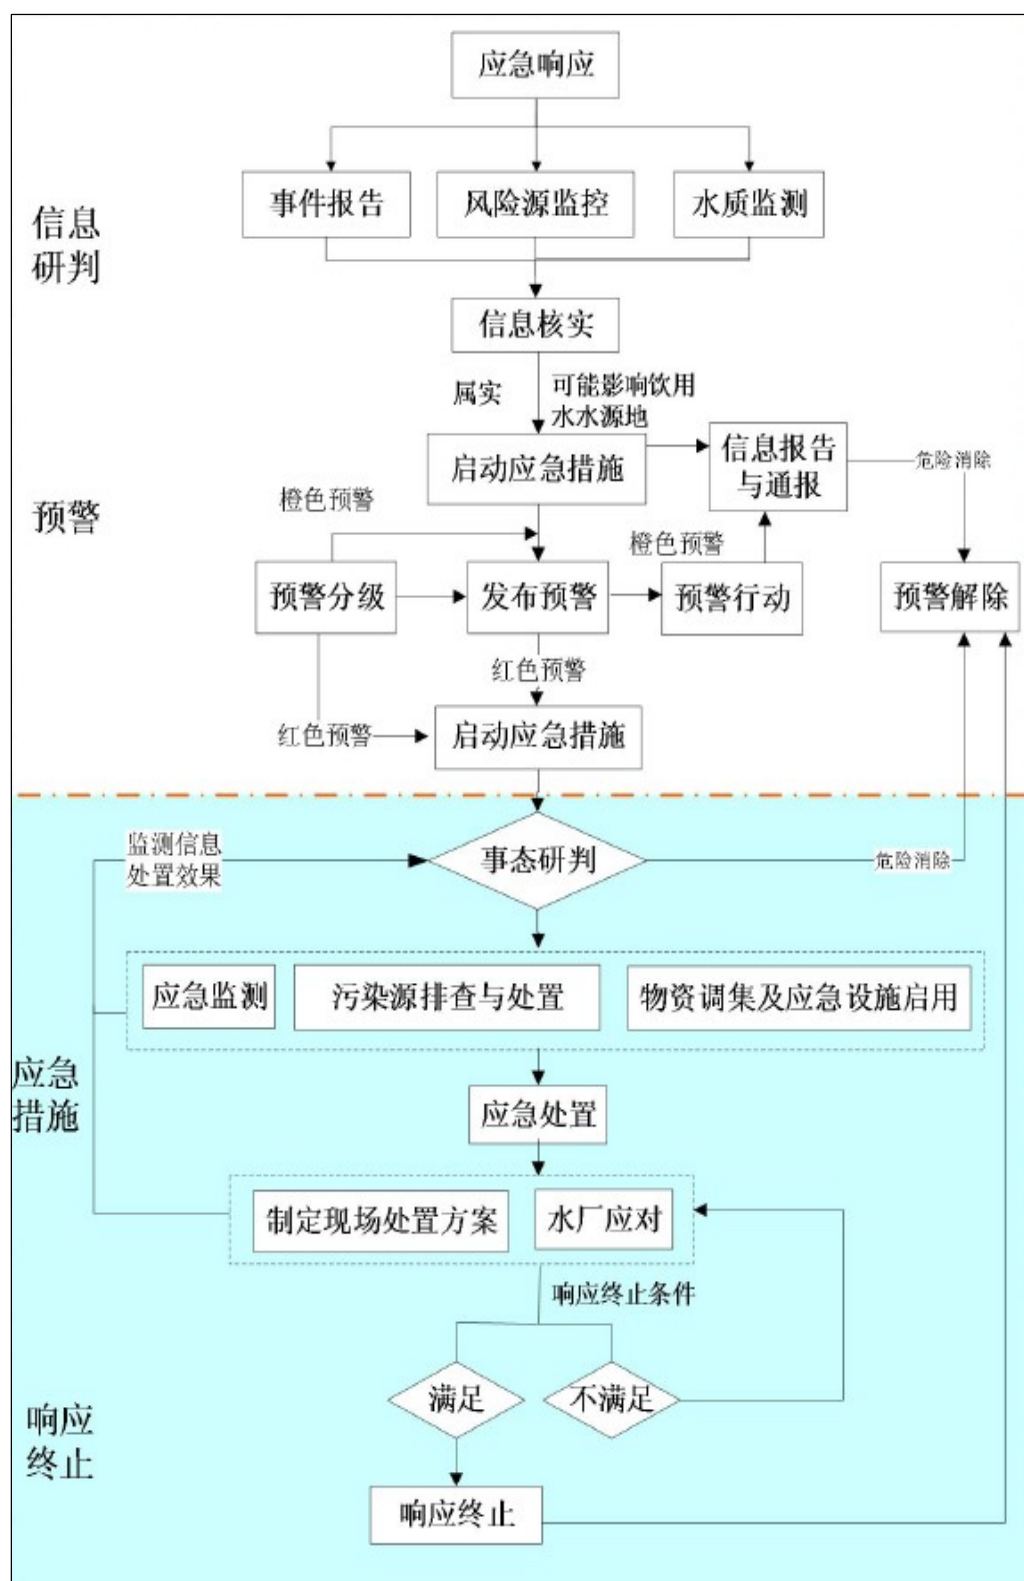 应急响应
事件报告
风险源监控
水质监测
信息
研判
信息核实
属实
可能影响饮用
水水源地
启动应急措施
信息报告
与通报
危险消除
橙色预警
预警
橙色预警
预警分级
发布预警
预警行动
预警解除
红色预警
红色预警
启动应急措施
监测信息
处置效果
事态研判
危险消除
应急监测
污染源排查与处置
物资调集及应急设施启用
应急
措施
应急处置
制定现场处置方案
水厂应对
响应终止条件
满足
不满足
响应
终止
响应终止